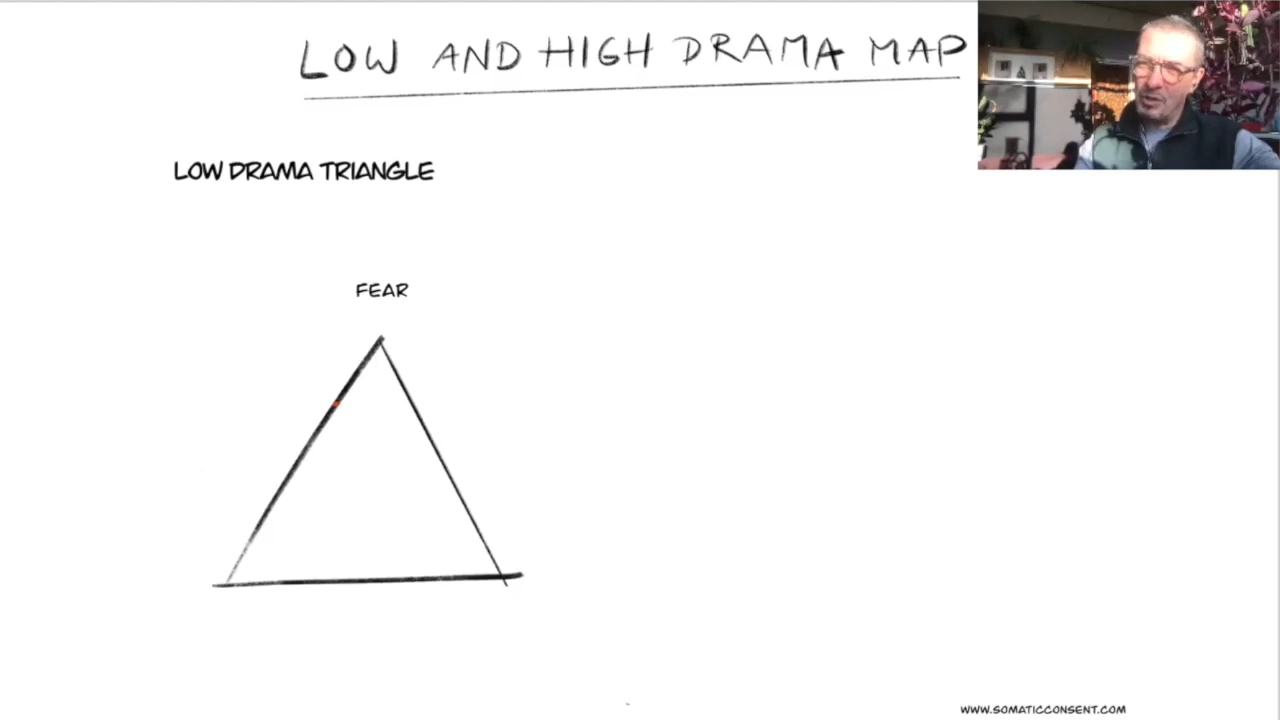 LOW AND HIGH DRAMA MAP
LOW DRAMA TRIANGLE
FEAR
WWW.SOMATICCONSENT.COM